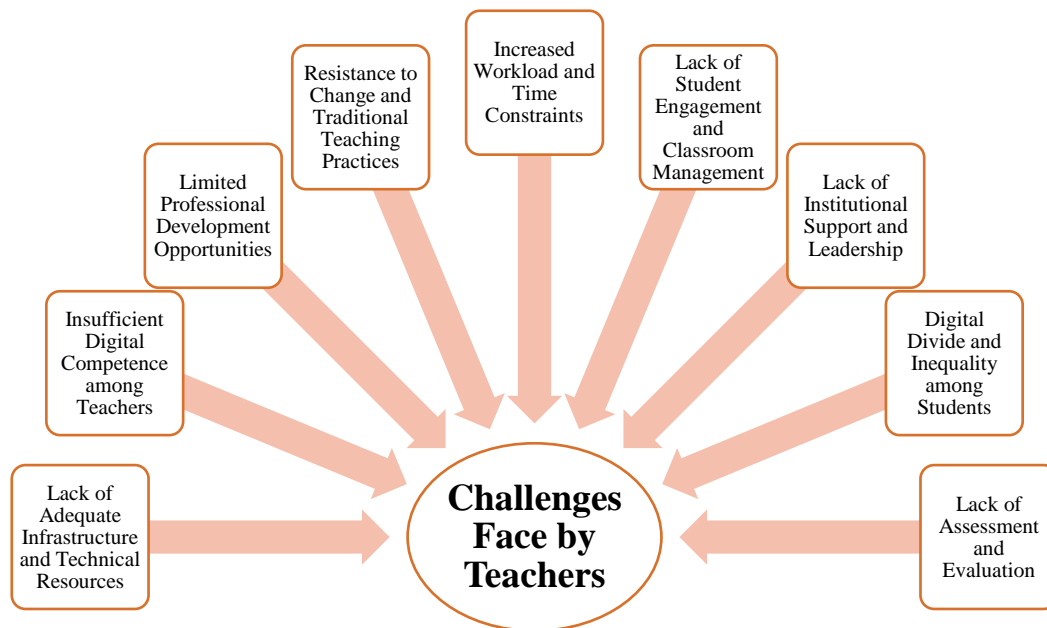 Lack of
Adequate
Infrastructure
and Technical
Resources
Insufficient
Digital
Competence
among
Teachers
Limited
Professional
Development
Opportunities
Resistance to
Change and
Traditional
Teaching
Practices
Increased
Workload and
Time
Constraints
Lack of
Student
Engagement
and
Classroom
Management
Lack of
Institutional
Support and
Leadership
Digital
Divide and
Inequality
among
Students
Lack of
Assessment
and
Evaluation
Challenges
Face by
Teachers